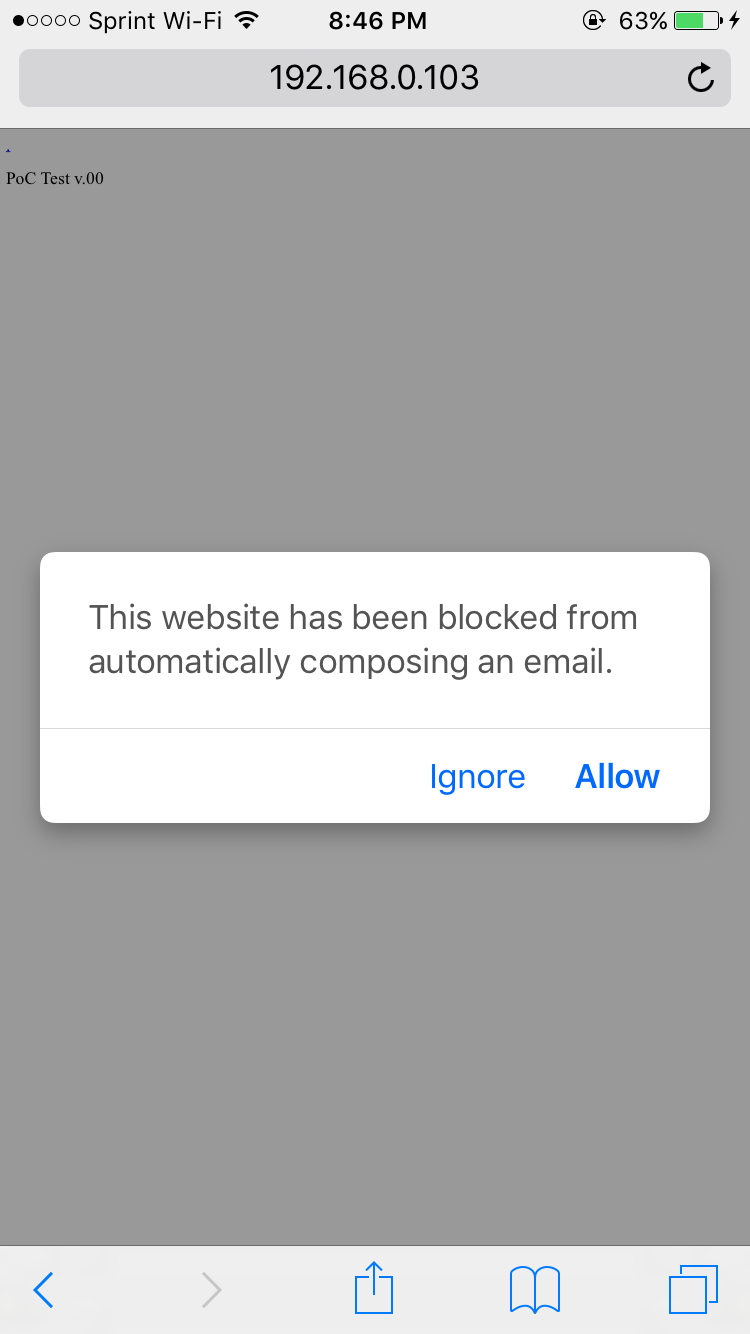 Sprint Wi-Fi 8:46 PM 63%
192.168.0.103
.
PoC Test v.00
This website has been blocked from
automatically composing an email.
Ignore Allow